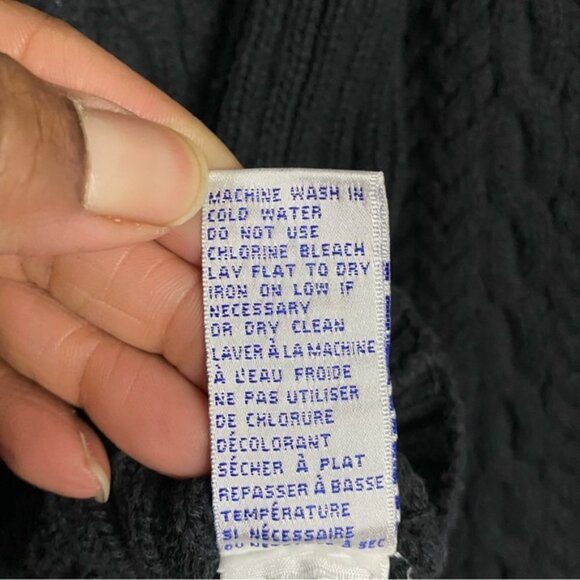 MACHINE WASH IN
COLD WATER
DO NOT USE
CHLORINE BLEACH
LAY FLAT TO DRY
IRON ON LOW IF
NECESSARY
OR DRY CLEAN
LAVER À LA MACHINE
À L'EAU FROIDE
NE PAS UTILISER
DE CHLORURE
DÉCOLORANT
SÉCHER À PLAT
REPASSER À BASSE
TEMPÉRATURE
SI NÉCESSAIRE
À SEC